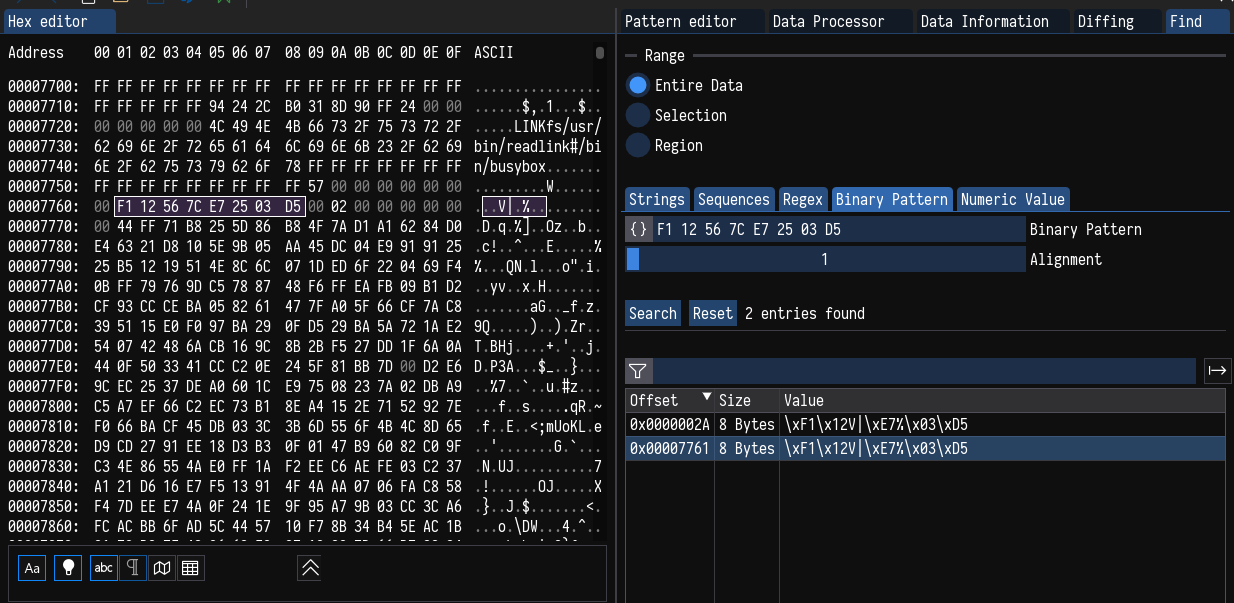 Hex editor
Address 00 01 02 03 04 05 06 07 08 09 0A 0B 0C 0D 0E 0F ASCII
00007700: FF FF FF FF FF FF FF FF FF FF FF FF FF FF FF FF ................
00007710: FF FF FF FF FF 94 24 2C B0 31 8D 90 FF 24 00 00 ......$,.1...$..
00007720: 00 00 00 00 00 4C 49 4E 4B 66 73 2F 75 73 72 2F .....LINKfs/usr/
00007730: 62 69 6E 2F 72 65 61 64 6C 69 6E 6B 23 2F 62 69 bin/readlink#/bi
00007740: 6E 2F 62 75 73 79 62 6F 78 FF FF FF FF FF FF FF n/busybox.......
00007750: FF FF FF FF FF FF FF FF FF 57 00 00 00 00 00 00 .........W......
00007760: 00 F1 12 56 7C E7 25 03 D5 00 02 00 00 00 00 00 ...V|.%.........
00007770: 00 44 FF 71 B8 25 5D 86 B8 4F 7A D1 A1 62 84 D0 .D.q.%]..Oz..b..
00007780: E4 63 21 D8 10 5E 9B 05 AA 45 DC 04 E9 91 91 25 .c!..^...E.....%
00007790: 25 B5 12 19 51 4E 8C 6C 07 1D ED 6F 22 04 69 F4 %...QN.l...o".i.
000077A0: 0B FF 79 76 9D C5 78 87 48 F6 FF EA FB 09 B1 D2 ..yv..x.H.......
000077B0: CF 93 CC CE BA 05 82 61 47 7F A0 5F 66 CF 7A C8 .......aG.._f.z.
000077C0: 39 51 15 E0 F0 97 BA 29 0F D5 29 BA 5A 72 1A E2 9Q.....)..).Zr..
000077D0: 54 07 42 48 6A CB 16 9C 8B 2B F5 27 DD 1F 6A 0A T.BHj....+.'..j.
000077E0: 44 0F 50 33 41 CC C2 0E 24 5F 81 BB 7D 00 D2 E6 D.P3A...$_..}...
000077F0: 9C EC 25 37 DE A0 60 1C E9 75 08 23 7A 02 DB A9 ..%7..`..u.#z...
00007800: C5 A7 EF 66 C2 EC 73 B1 8E A4 15 2E 71 52 92 7E ...f..s.....qR.~
00007810: F0 66 BA CF 45 DB 03 3C 3B 6D 55 6F 4B 4C 8D 65 .f..E..<;mUoKL.e
00007820: D9 CD 27 91 EE 18 D3 B3 0F 01 47 B9 60 82 C0 9F ..'.......G.`...
00007830: C3 4E 86 55 4A E0 FF 1A F2 EE C6 AE FE 03 C2 37 .N.UJ..........7
00007840: A1 21 D6 16 E7 F5 13 91 4F 4A AA 07 06 FA C8 58 .!......OJ.....X
00007850: F4 7D EE E7 4A 0F 24 1E 9F 95 A7 9B 03 CC 3C A6 .}..J.$.......<.
00007860: FC AC BB 6F AD 5C 44 57 10 F7 8B 34 B4 5E AC 1B ...o.\DW...4.^..
Aa abc
Pattern editor Data Processor Data Information Diffing Find
Range
Entire Data
Selection
Region
Strings Sequences Regex Binary Pattern Numeric Value
{} F1 12 56 7C E7 25 03 D5 Binary Pattern
1 Alignment
Search Reset 2 entries found
Offset Size Value
0x0000002A 8 Bytes \xF1\x12V|\xE7%\x03\xD5
0x00007761 8 Bytes \xF1\x12V|\xE7%\x03\xD5